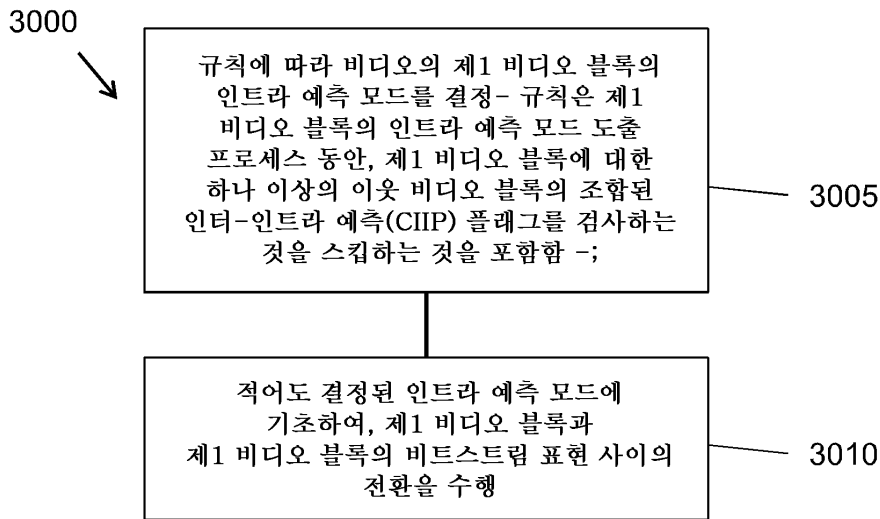 3000
규칙에 따라 비디오의 제1 비디오 블록의
인트라 예측 모드를 결정- 규칙은 제1
비디오 블록의 인트라 예측 모드 도출
프로세스 동안, 제1 비디오 블록에 대한
하나 이상의 이웃 비디오 블록의 조합된
인터-인트라 예측(CIIP) 플래그를 검사하는
것을 스킵하는 것을 포함함 -;
3005
적어도 결정된 인트라 예측 모드에
기초하여, 제1 비디오 블록과
제1 비디오 블록의 비트스트림 표현 사이의
전환을 수행
3010